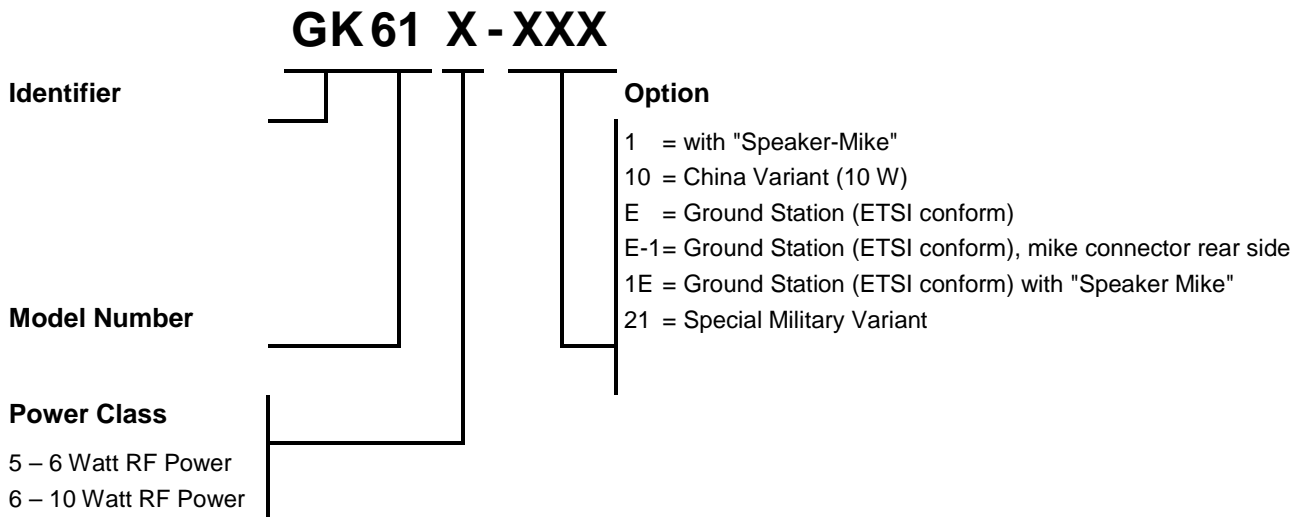 GK61 X - XXX
Identifier
Option
1 = with "Speaker-Mike"
10 = China Variant (10 W)
E = Ground Station (ETSI conform)
E-1= Ground Station (ETSI conform), mike connector rear side
1E = Ground Station (ETSI conform) with "Speaker Mike"
21 = Special Military Variant
Model Number
Power Class
5 – 6 Watt RF Power
6 – 10 Watt RF Power